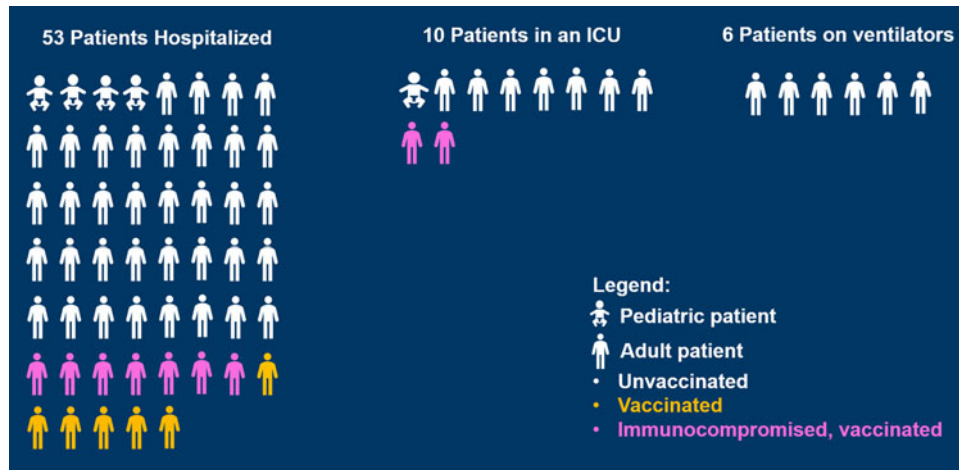 53 Patients Hospitalized
10 Patients in an ICU
6 Patients on ventilators
Legend:
Pediatric patient
Adult patient
• Unvaccinated
• Vaccinated
• Immunocompromised, vaccinated